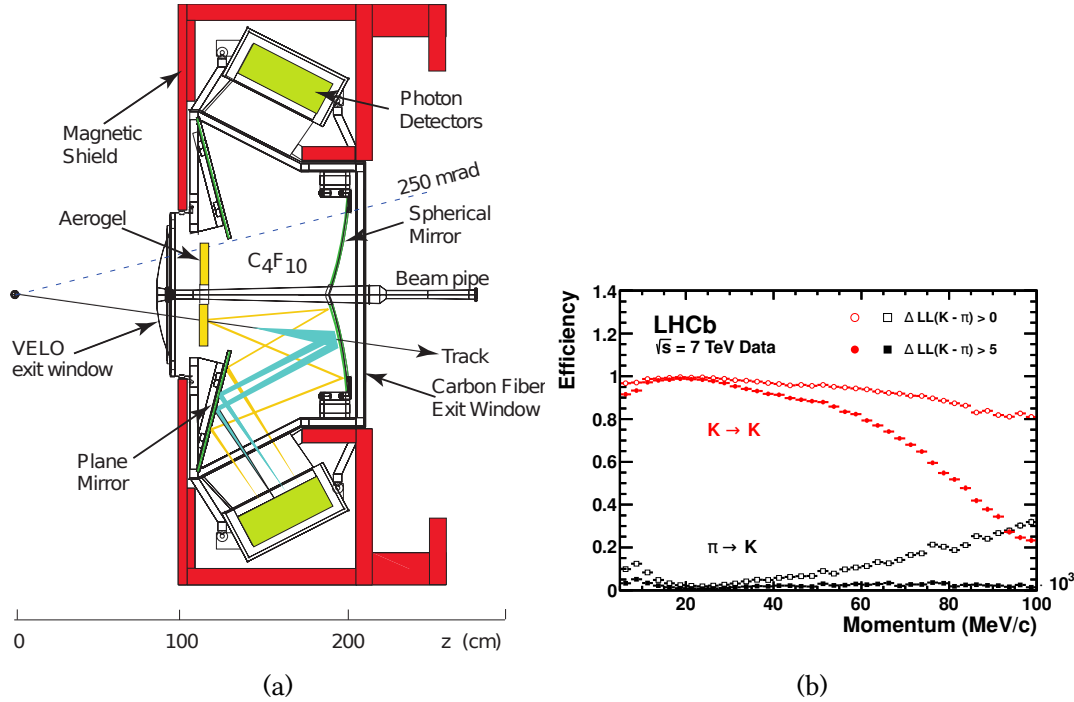 Magnetic
Shield
Photon
Detectors
250 mrad
Aerogel
C4F10
Spherical
Mirror
Beam pipe
VELO
exit window
Track
Carbon Fiber
Exit Window
Plane
Mirror
0
100
200
z (cm)
(a)
Efficiency
1.4
1.2
1
0.8
0.6
0.4
0.2
0
LHCb
√s = 7 TeV Data
Δ LL(K - π) > 0
Δ LL(K - π) > 5
K → K
π → K
20
40
60
80
100
· 10³
Momentum (MeV/c)
(b)